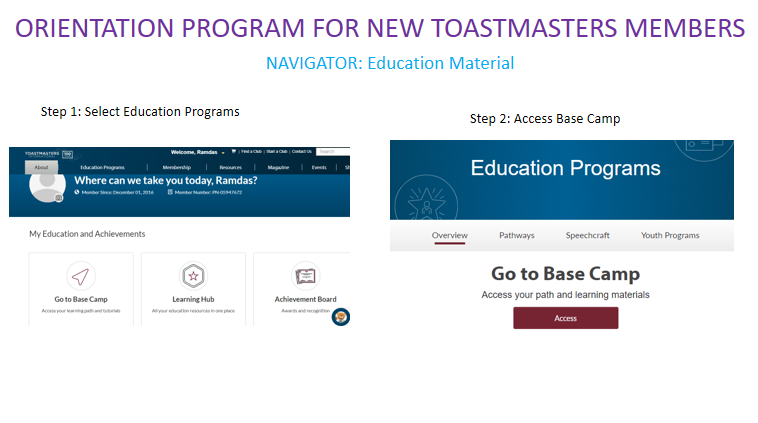 ORIENTATION PROGRAM FOR NEW TOASTMASTERS MEMBERS
NAVIGATOR: Education Material
Step 1: Select Education Programs
TOASTMASTERS
INTERNATIONAL
Welcome, Ramdas
Find a Club | Start a Club | Contact Us
Search
About | Education Programs | Membership | Resources | Magazine | Events | Sh
Where can we take you today, Ramdas?
Member Since: December 01, 2016
Member Number: PN-05947672
My Education and Achievements
Go to Base Camp
Access your learning path and tutorials
Learning Hub
All your education resources in one place
Achievement Board
Awards and recognition
Step 2: Access Base Camp
Education Programs
Overview Pathways Speechcraft Youth Programs
Go to Base Camp
Access your path and learning materials
Access